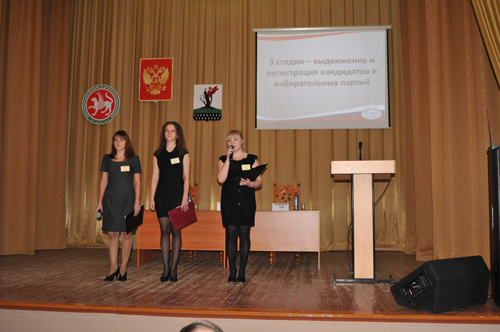 3 стадия – выдвижение и
регистрация кандидатов и
избирательных партий